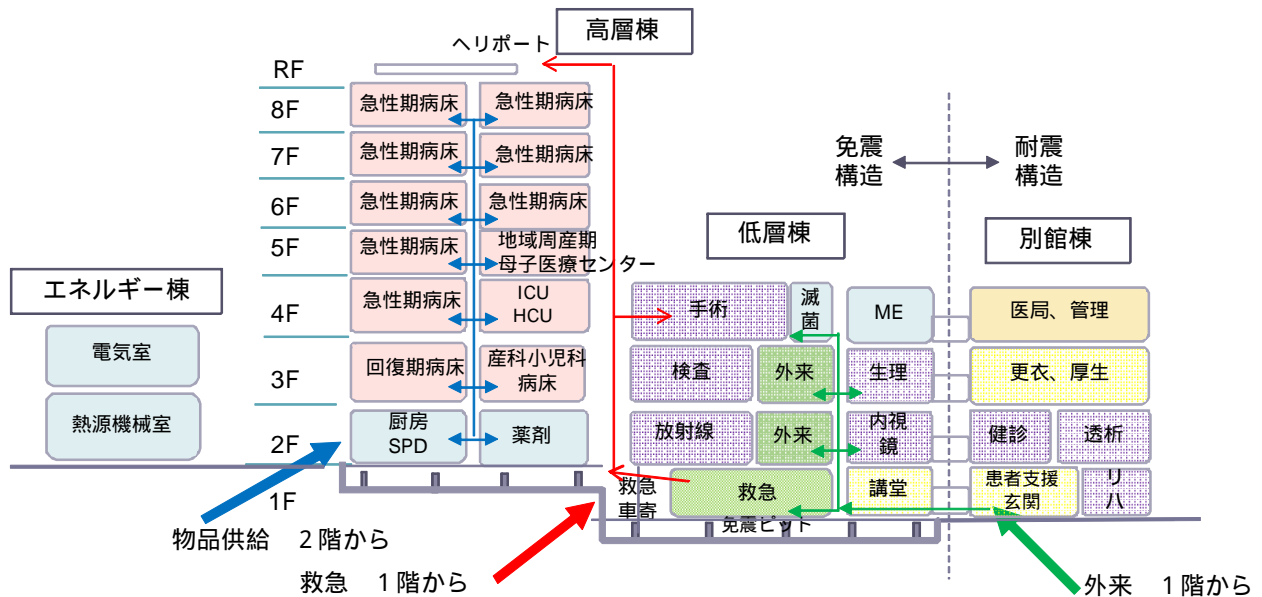 高層棟
ヘリポート
RF
8F
急性期病床
急性期病床
7F
急性期病床
急性期病床
免震
構造
耐震
構造
6F
急性期病床
急性期病床
5F
急性期病床
地域周産期
母子医療センター
低層棟
別館棟
エネルギー棟
電気室
熱源機械室
4F
急性期病床
ICU
HCU
手術
滅
菌
ME
医局、管理
3F
回復期病床
産科小児科
病床
検査
外来
生理
更衣、厚生
2F
厨房
SPD
薬剤
放射線
外来
内視
鏡
健診
透析
1F
救急
車寄
救急
講堂
患者支援
玄関
リ
ハ
免震ピット
物品供給 2階から
救急 1階から
外来 1階から